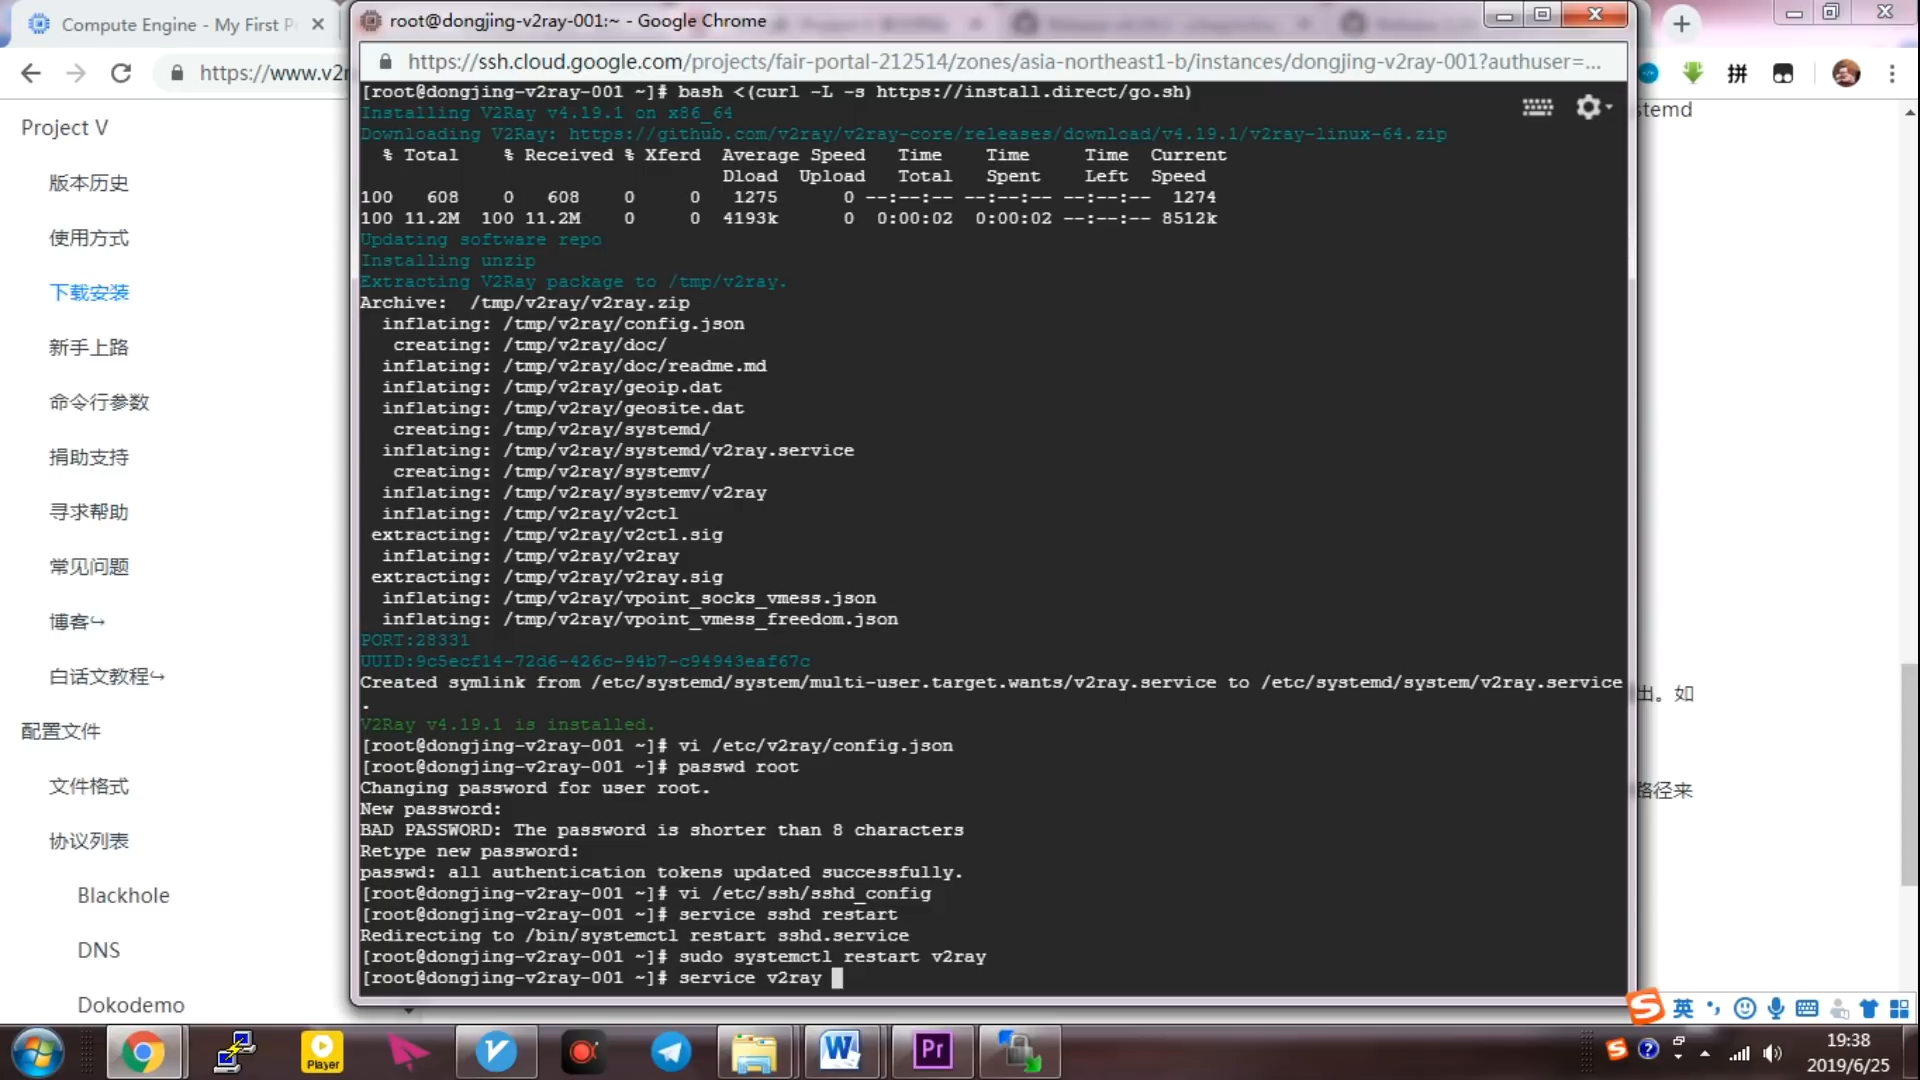 Compute Engine - My First P
root@dongjing-v2ray-001:~ - Google Chrome
https://www.v2r
https://ssh.cloud.google.com/projects/fair-portal-212514/zones/asia-northeast1-b/instances/dongjing-v2ray-001?authuser=...
拼
Project V
版本历史
使用方式
下载安装
新手上路
命令行参数
捐助支持
寻求帮助
常见问题
博客↪
白话文教程↪
配置文件
文件格式
协议列表
Blackhole
DNS
Dokodemo
[root@dongjing-v2ray-001 ~]# bash <(curl -L -s https://install.direct/go.sh)
Installing V2Ray v4.19.1 on x86_64
Downloading V2Ray: https://github.com/v2ray/v2ray-core/releases/download/v4.19.1/v2ray-linux-64.zip
% Total % Received % Xferd Average Speed Time Time Time Current
Dload Upload Total Spent Left Speed
100 608 0 608 0 0 1275 0 --:--:-- --:--:-- --:--:-- 1274
100 11.2M 100 11.2M 0 0 4193k 0 0:00:02 0:00:02 --:--:-- 8512k
Updating software repo
Installing unzip
Extracting V2Ray package to /tmp/v2ray.
Archive: /tmp/v2ray/v2ray.zip
inflating: /tmp/v2ray/config.json
creating: /tmp/v2ray/doc/
inflating: /tmp/v2ray/doc/readme.md
inflating: /tmp/v2ray/geoip.dat
inflating: /tmp/v2ray/geosite.dat
creating: /tmp/v2ray/systemd/
inflating: /tmp/v2ray/systemd/v2ray.service
creating: /tmp/v2ray/systemv/
inflating: /tmp/v2ray/systemv/v2ray
inflating: /tmp/v2ray/v2ctl
extracting: /tmp/v2ray/v2ctl.sig
inflating: /tmp/v2ray/v2ray
extracting: /tmp/v2ray/v2ray.sig
inflating: /tmp/v2ray/vpoint_socks_vmess.json
inflating: /tmp/v2ray/vpoint_vmess_freedom.json
PORT:28331
UUID:9c5ecf14-72d6-426c-94b7-c94943eaf67c
Created symlink from /etc/systemd/system/multi-user.target.wants/v2ray.service to /etc/systemd/system/v2ray.service
.
V2Ray v4.19.1 is installed.
[root@dongjing-v2ray-001 ~]# vi /etc/v2ray/config.json
[root@dongjing-v2ray-001 ~]# passwd root
Changing password for user root.
New password:
BAD PASSWORD: The password is shorter than 8 characters
Retype new password:
passwd: all authentication tokens updated successfully.
[root@dongjing-v2ray-001 ~]# vi /etc/ssh/sshd_config
[root@dongjing-v2ray-001 ~]# service sshd restart
Redirecting to /bin/systemctl restart sshd.service
[root@dongjing-v2ray-001 ~]# sudo systemctl restart v2ray
[root@dongjing-v2ray-001 ~]# service v2ray
stemd
出。如
路径来
英
Player
W
Pr
19:38
2019/6/25